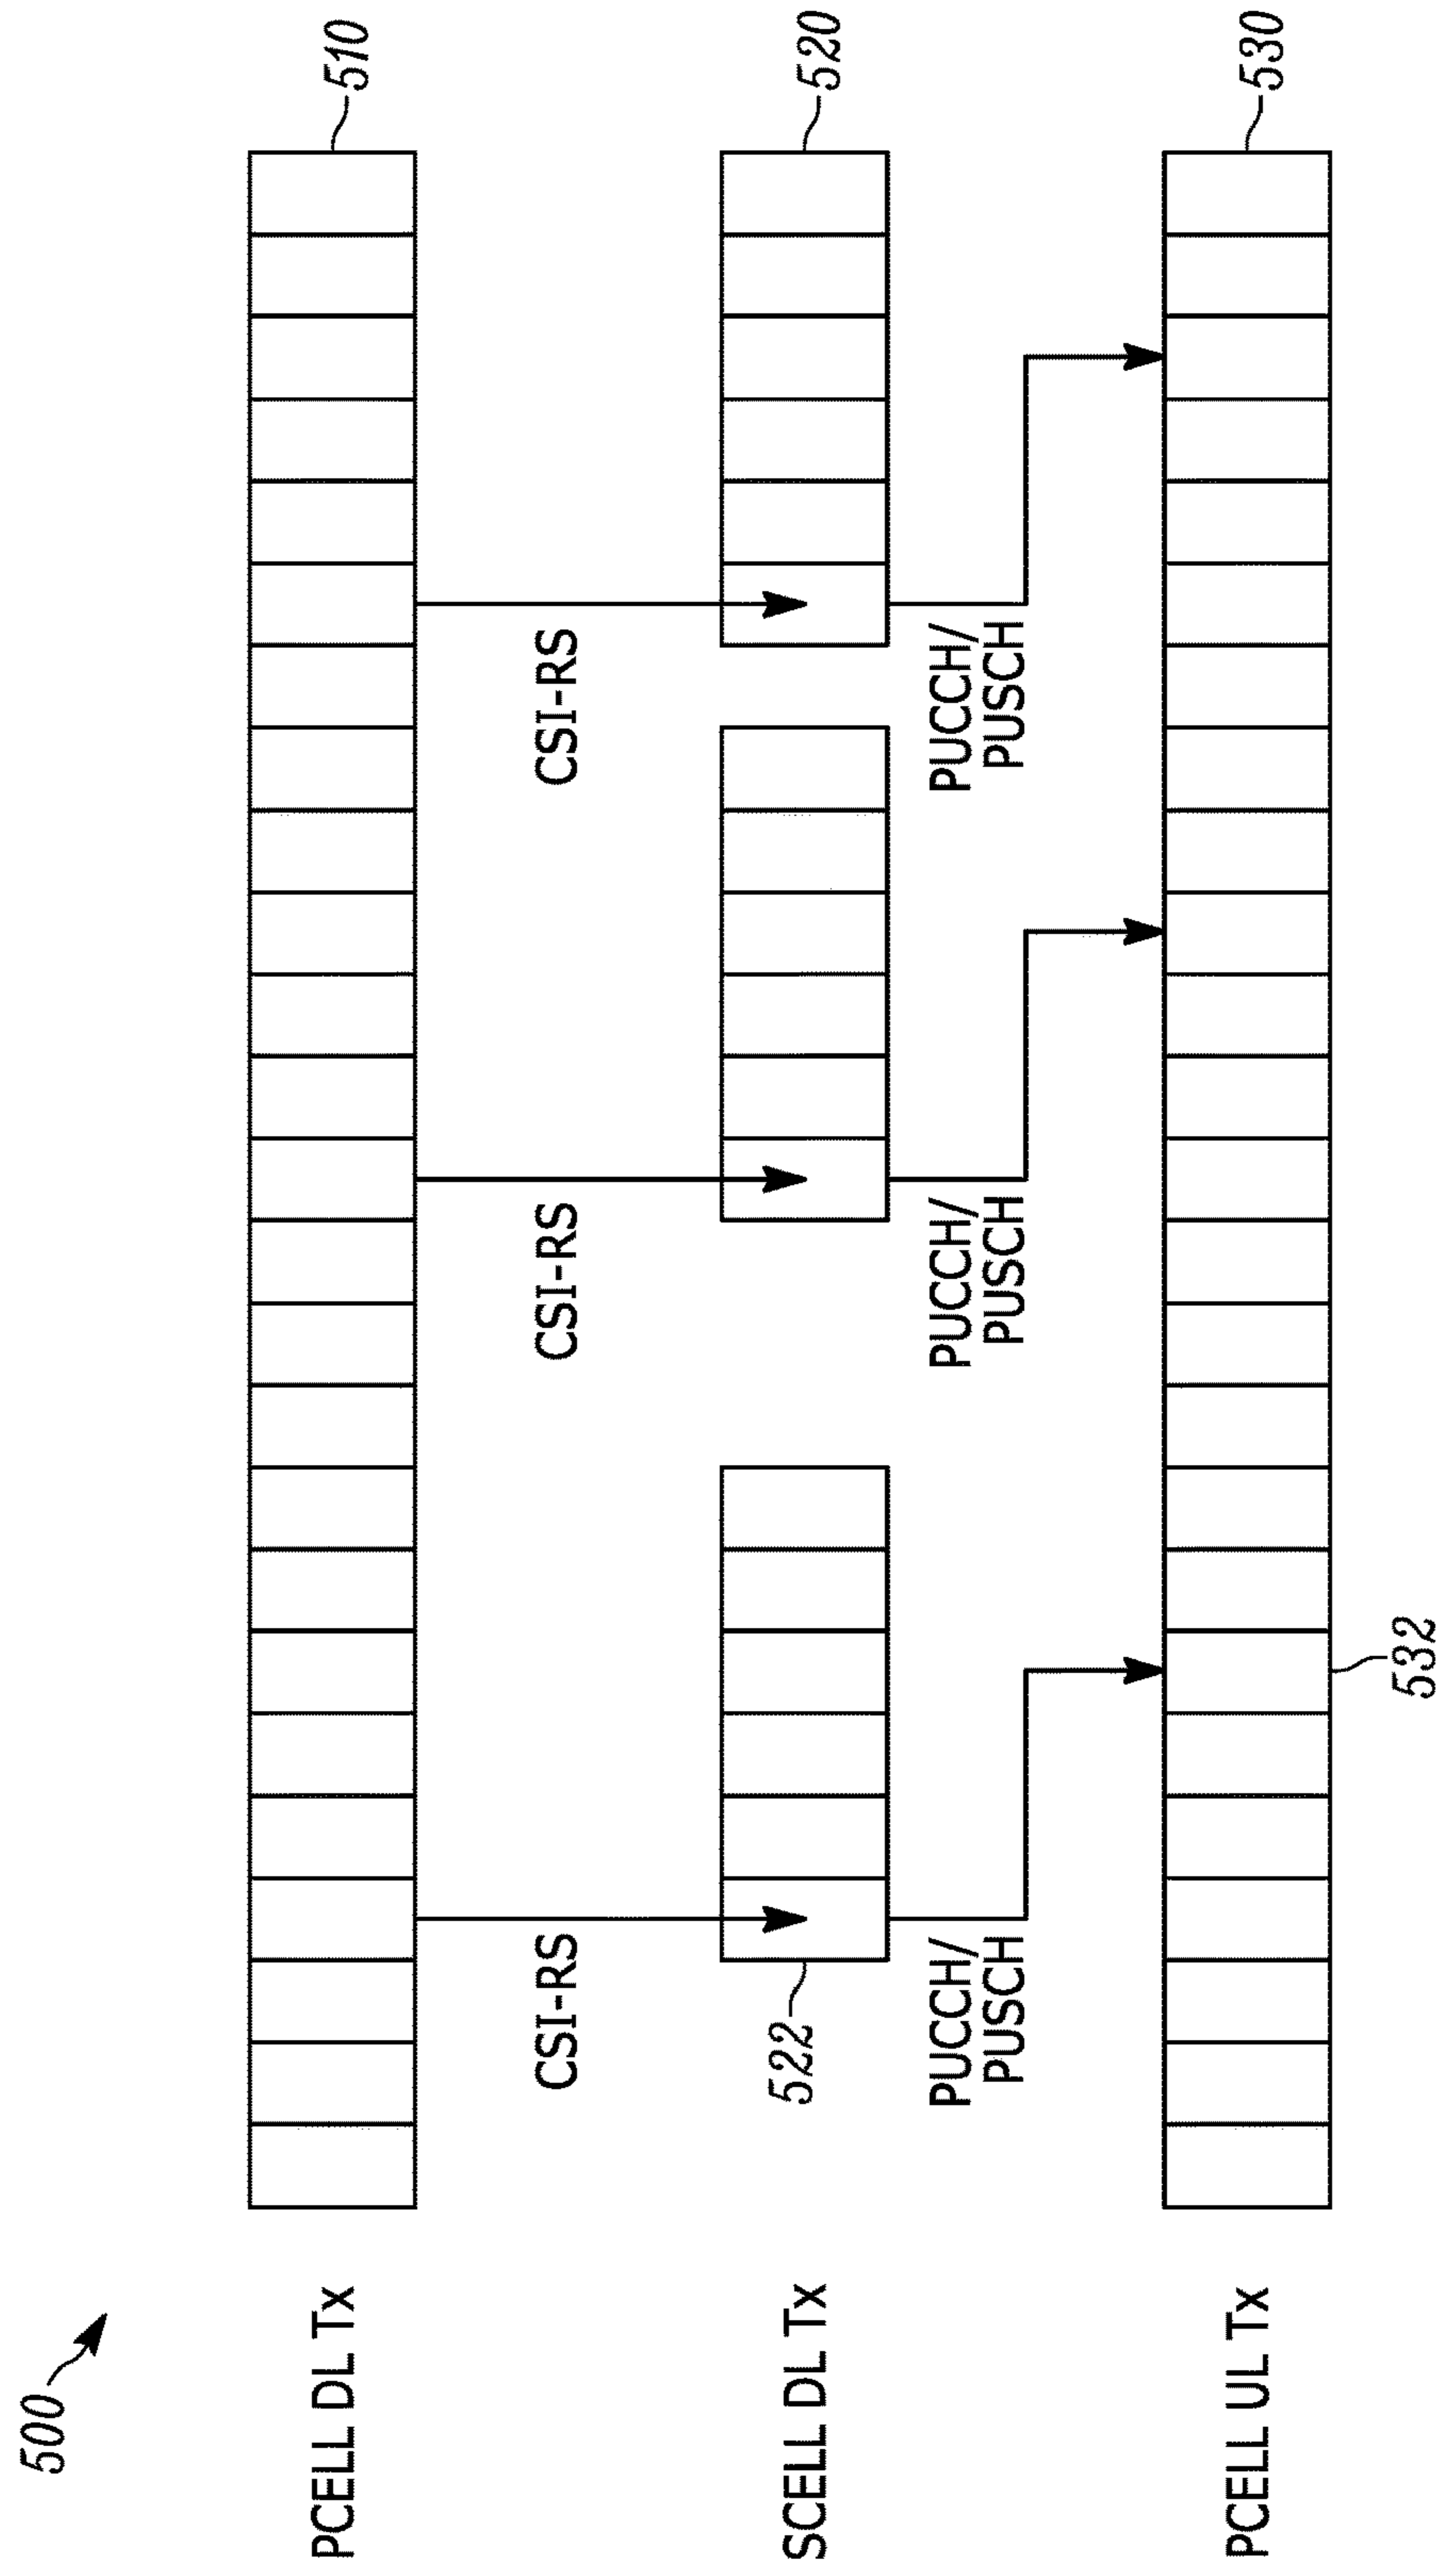 500
PCELL DL Tx
510
CSI-RS
CSI-RS
CSI-RS
SCELL DL Tx
522
520
PUCCH/
PUSCH
PUCCH/
PUSCH
PUCCH/
PUSCH
PCELL UL Tx
530
532